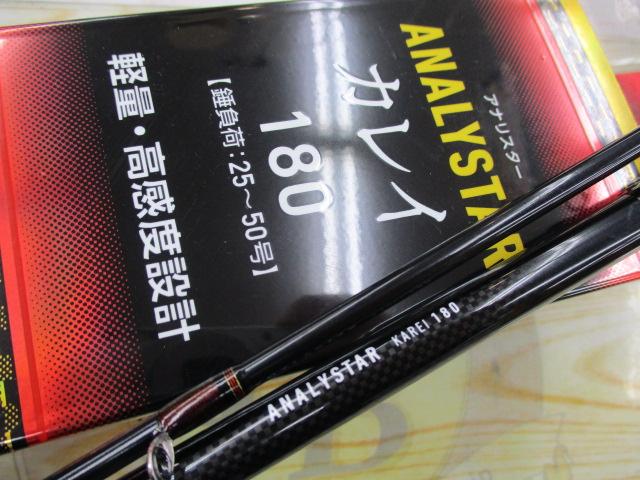 ANALYSTAR
アナリスター
カレイ
180
【錘負荷：25～50号】
軽量・高感度設計
ANALYSTAR KAREI 180